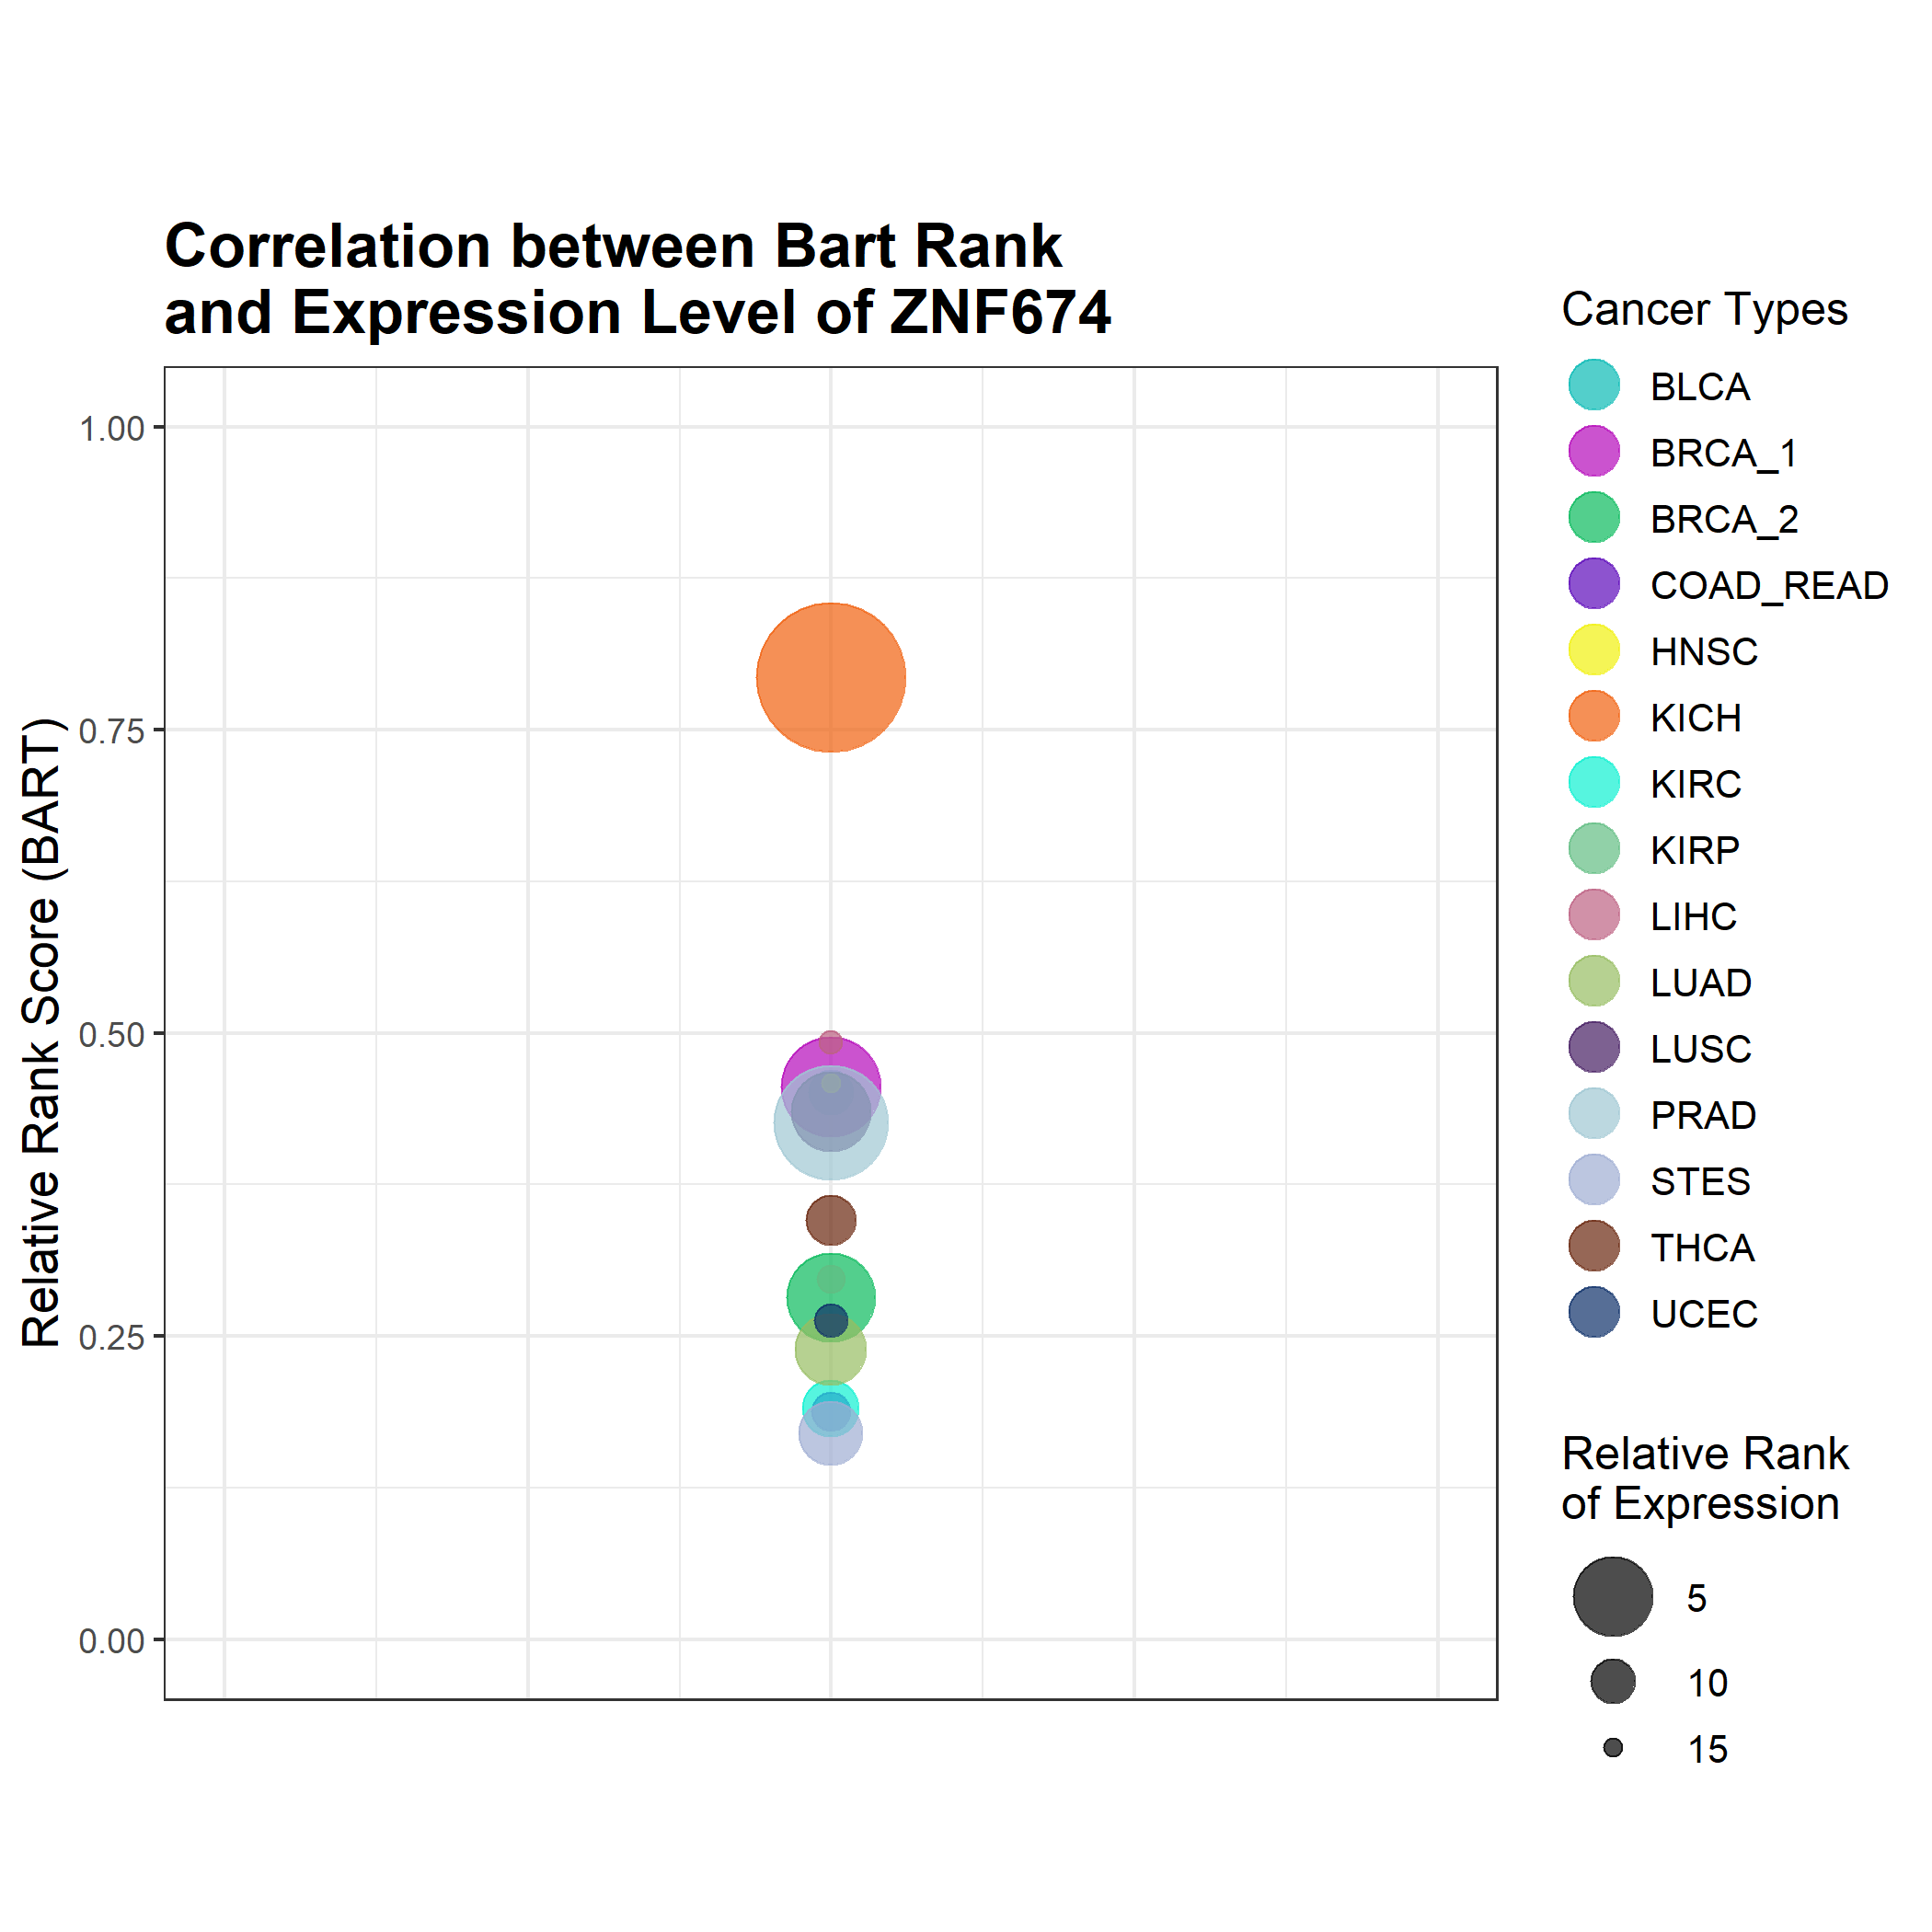 Correlation between Bart Rank
and Expression Level of ZNF674
Relative Rank Score (BART)
1.00
0.75
0.50
0.25
0.00
Cancer Types
BLCA
BRCA_1
BRCA_2
COAD_READ
HNSC
KICH
KIRC
KIRP
LIHC
LUAD
LUSC
PRAD
STES
THCA
UCEC
Relative Rank
of Expression
5
10
15